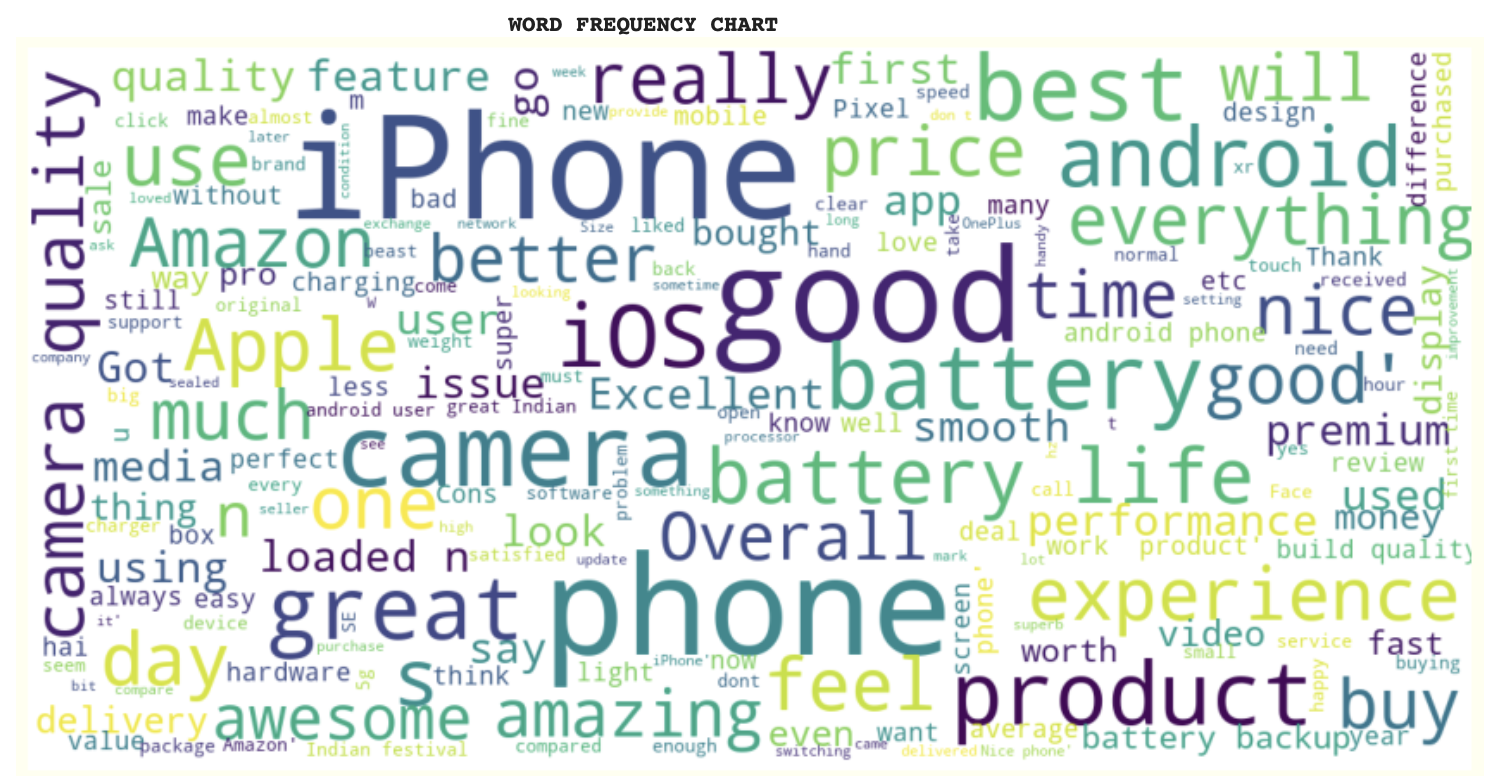 WORD FREQUENCY CHART
quality feature go week really first best will
click make almost m new provide fine mobile Pixel speed don t design difference purchased
later condition
use brand iPhone price android xr
sale loved without bad clear app many
ask Amazon exchange network Size liked bought long love take OnePlus everything
beast better hand handy normal touch Thank
way pro charging come back sometime good time etc received
still original w looking iOS setting nice display improvement
support Apple user super android phone
company Got weight battery need
sealed less issue must Excellent good' hour
big much android user great Indian open know well smooth t premium first time
u see camera processor hz yes
camera quality
media perfect problem battery life review
thing every one cons software something call Face used
n seller
charger box high look Overall deal performance money
using loaded n satisfied update mark work product' build quality
lot
always easy great SE phone screen phone' experience
it' device superb
hai purchase say video service fast
seem day hardware 5g s think light iPhone' now feel worth small buying
bit compare dont product happy buy
delivery awesome amazing even want average
value package Amazon' Indian festival compared enough switching came delivered Nice phone' battery backup year